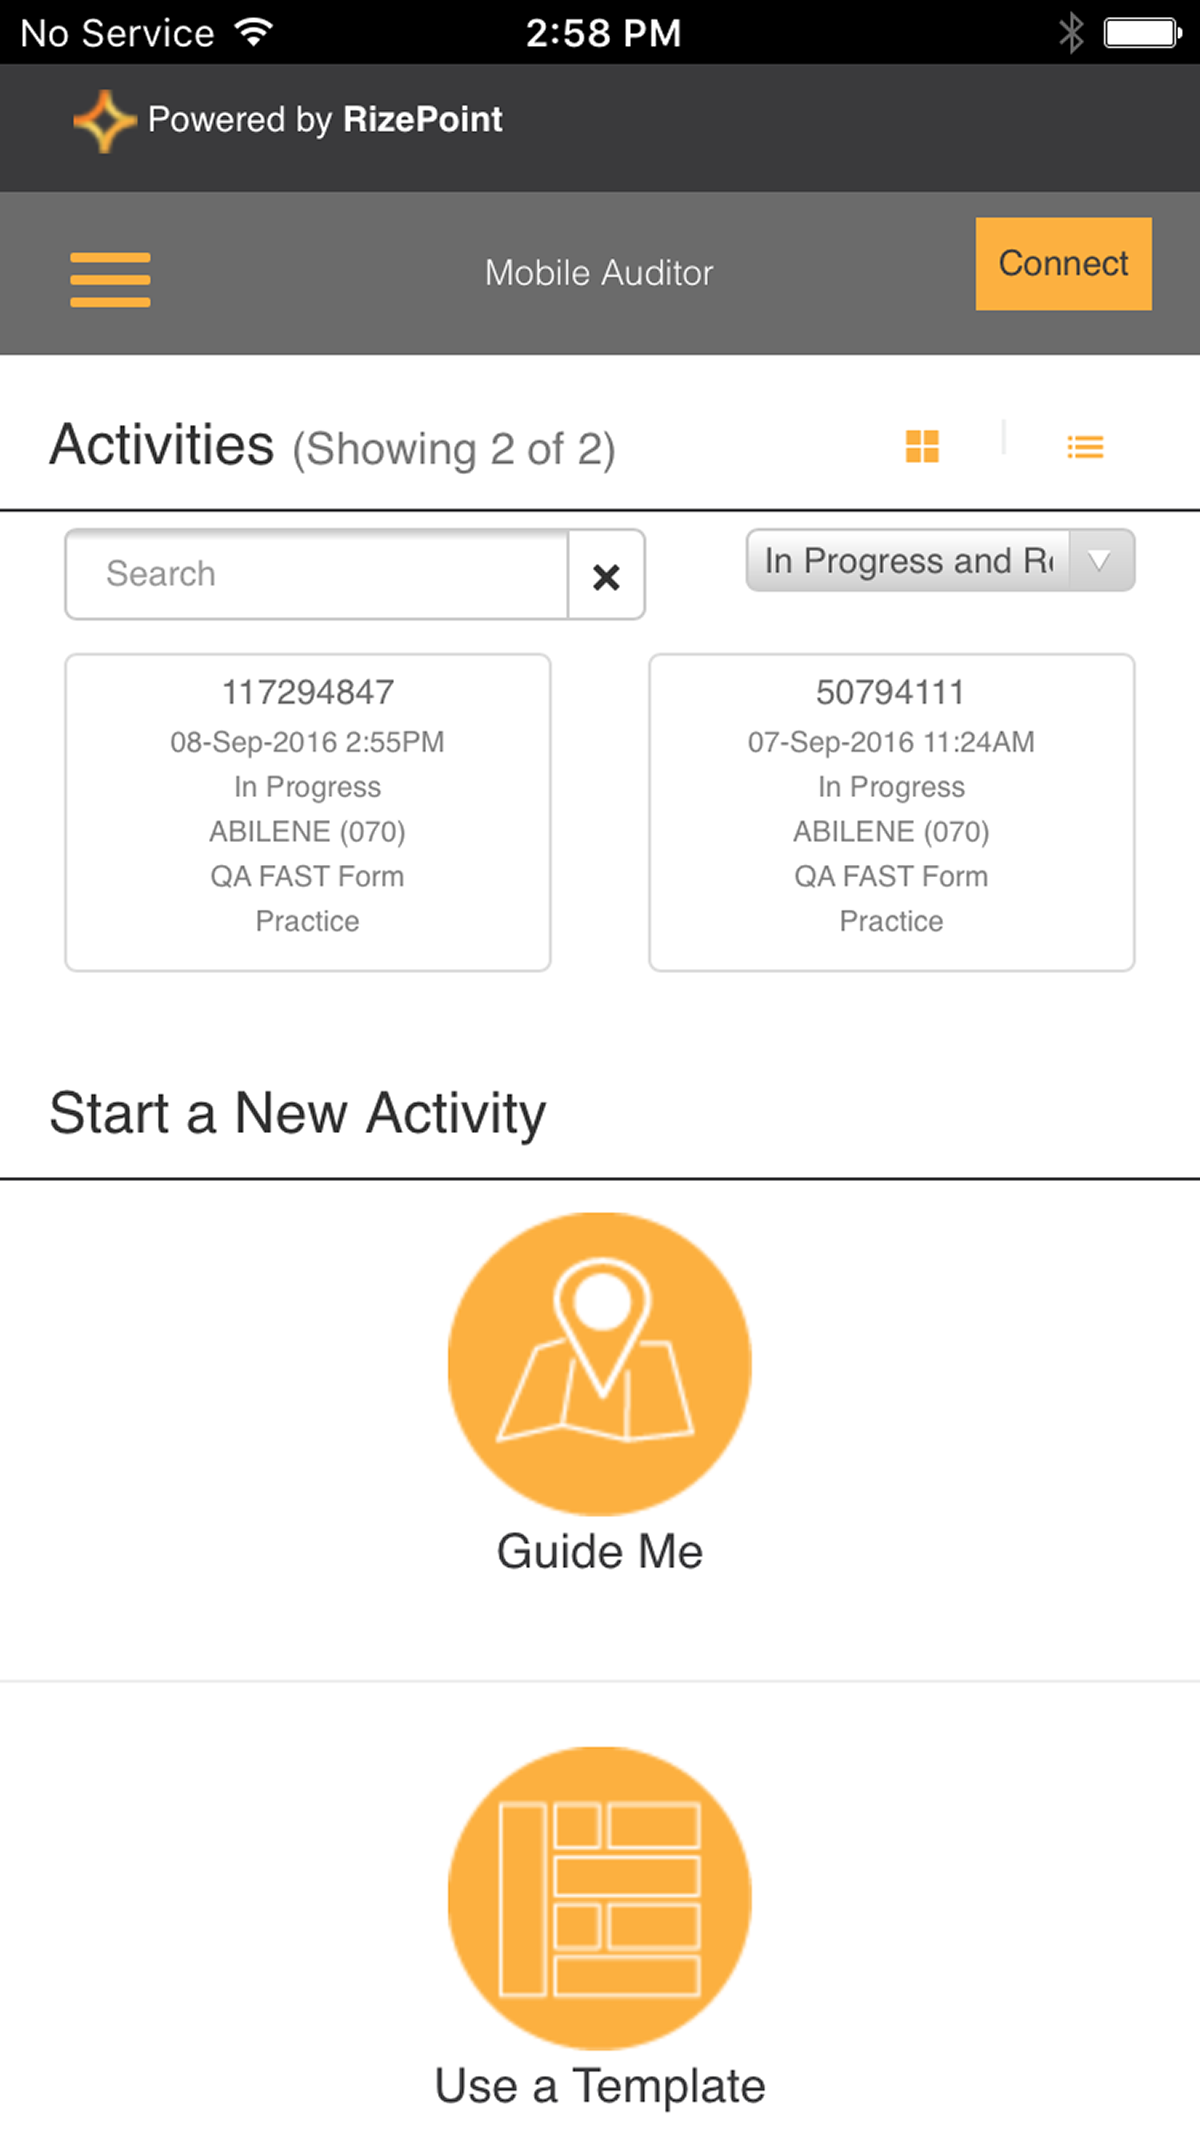 No Service 2:58 PM
Powered by RizePoint
Mobile Auditor
Connect
Activities (Showing 2 of 2)
Search
In Progress and
117294847
08-Sep-2016 2:55PM
In Progress
ABILENE (070)
QA FAST Form
Practice
50794111
07-Sep-2016 11:24AM
In Progress
ABILENE (070)
QA FAST Form
Practice
Start a New Activity
Guide Me
Use a Template